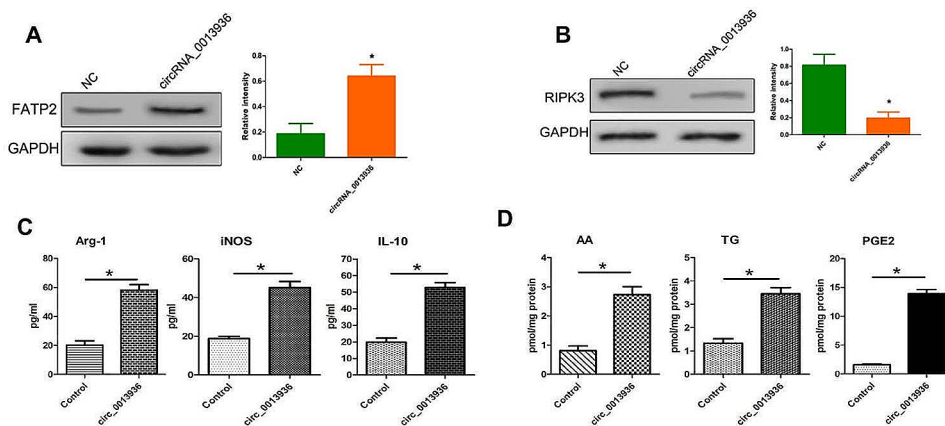 A
NC
circRNA_0013936
FATP2
GAPDH
Relative intensity
0.8
0.6
0.4
0.2
0.0
*
NC
circRNA_0013936
B
NC
circRNA_0013936
RIPK3
GAPDH
Relative intensity
1.0
0.8
0.6
0.4
0.2
0.0
*
NC
circRNA_0013936
C
Arg-1
pg/ml
80
60
40
20
0
*
Control
circ_0013936
iNOS
pg/ml
60
40
20
0
*
Control
circ_0013936
IL-10
pg/ml
70
60
50
40
30
20
10
0
*
Control
circ_0013936
D
AA
pmol/mg protein
4
3
2
1
0
*
Control
circ_0013936
TG
pmol/mg protein
5
4
3
2
1
0
*
Control
circ_0013936
PGE2
pmol/mg protein
20
15
10
5
0
*
Control
circ_0013936